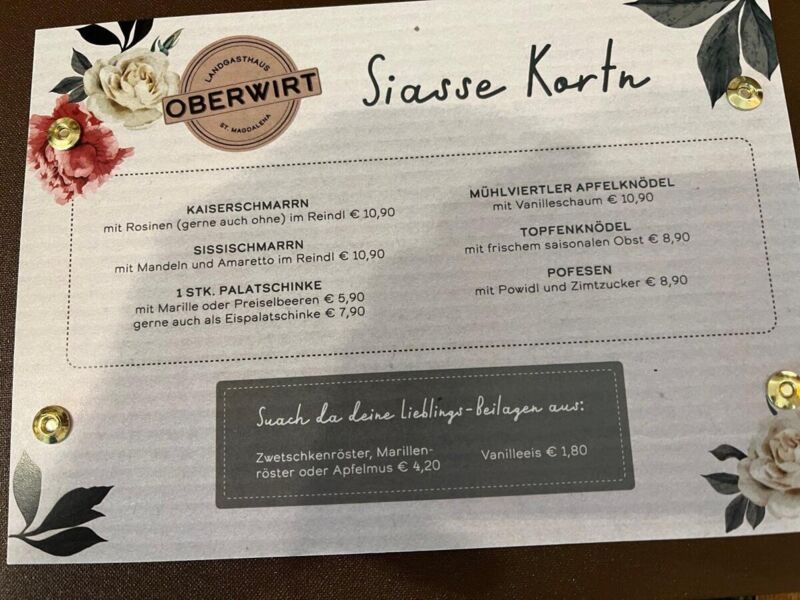 LANDGASTHAUS
OBERWIRT
ST. MAGDALENA
Siasse Kortn
KAISERSCHMARRN
mit Rosinen (gerne auch ohne) im Reindl € 10,90
SISSISCHMARRN
mit Mandeln und Amaretto im Reindl € 10,90
1 STK. PALATSCHINKE
mit Marille oder Preiselbeeren € 5,90
gerne auch als Eispalatschinke € 7,90
MÜHLVIERTLER APFELKNÖDEL
mit Vanilleschaum € 10,90
TOPFENKNÖDEL
mit frischem saisonalen Obst € 8,90
POFESEN
mit Powidl und Zimtzucker € 8,90
Suach da deine Lieblings-Beilagen aus:
Zwetschkenröster, Marillen-
röster oder Apfelmus € 4,20
Vanilleeis € 1,80